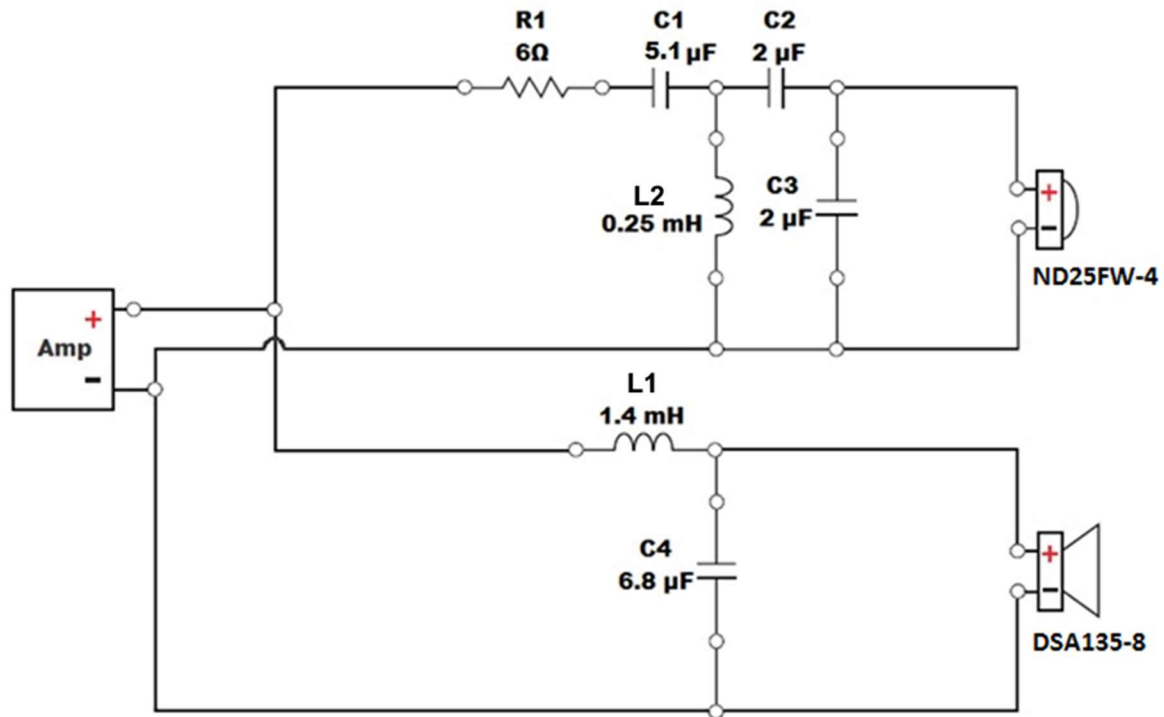 R1
6Ω
C1
5.1 µF
C2
2 µF
L2
0.25 mH
C3
2 µF
+
-
ND25FW-4
+
Amp
-
L1
1.4 mH
C4
6.8 µF
+
-
DSA135-8